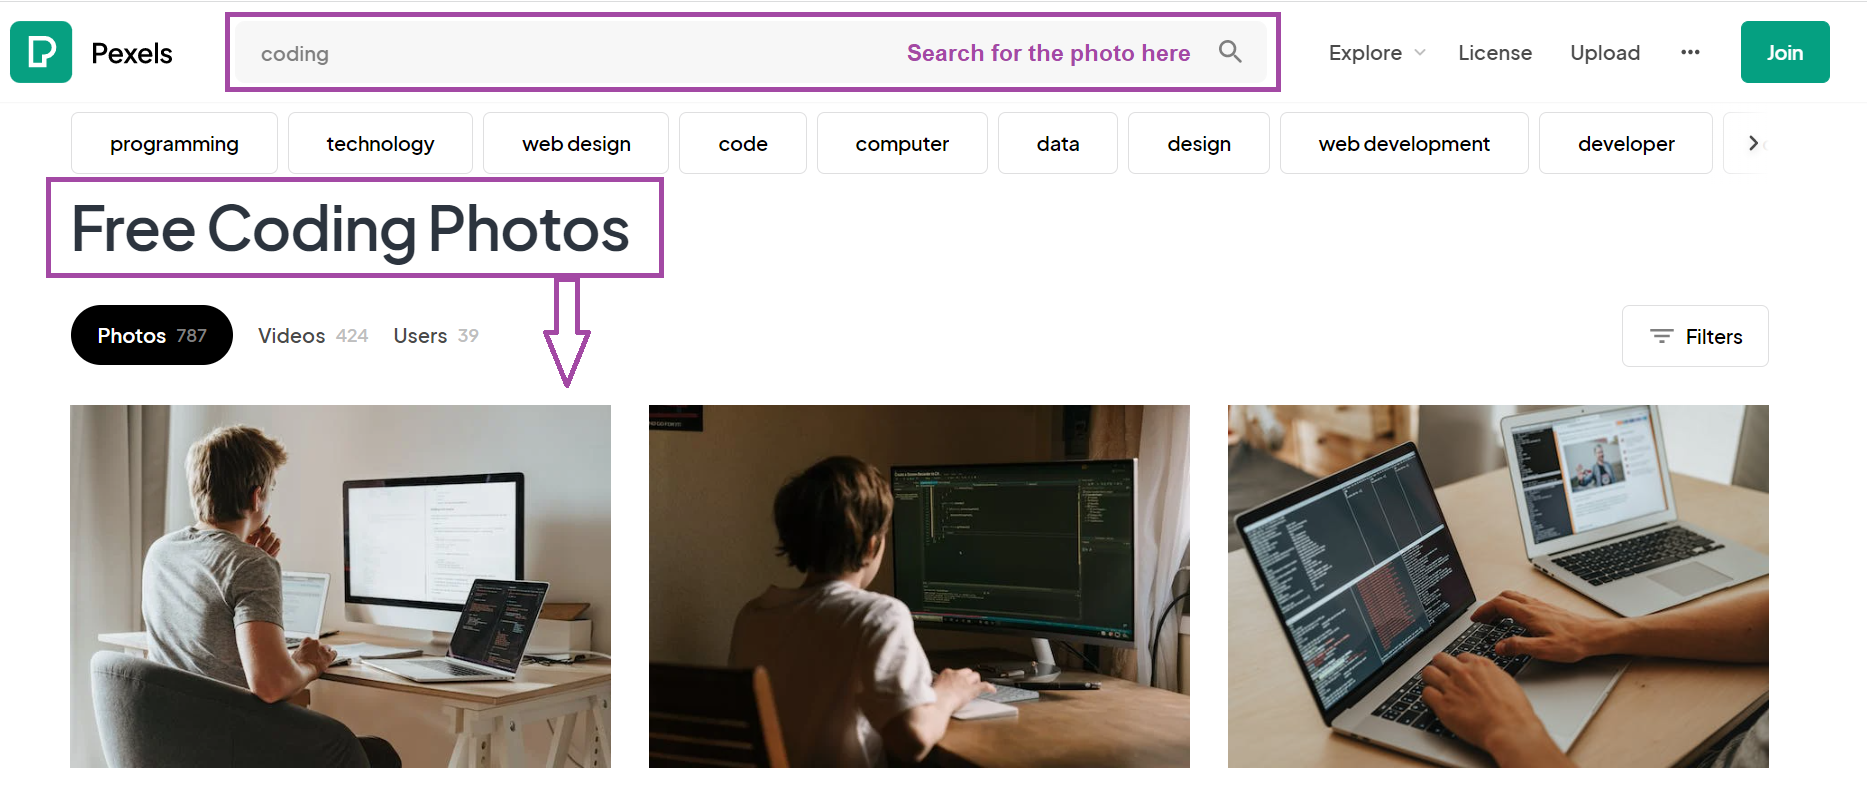 Pexels
coding
Search for the photo here
Explore
License
Upload
Join
programming
technology
web design
code
computer
data
design
web development
developer
Free Coding Photos
Photos 787
Videos 424
Users 39
Filters